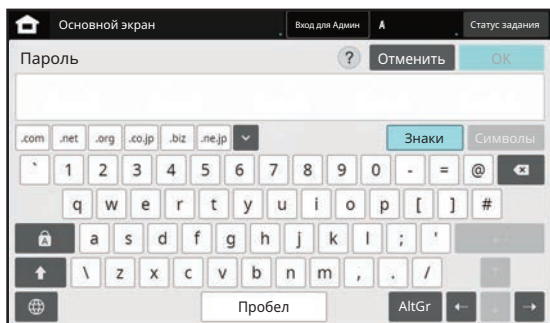 Основной экран Вход для Админ A Статус задания
Пароль ? Отменить OK
.com .net .org .co.jp .biz .ne.jp Знаки Символы
` 1 2 3 4 5 6 7 8 9 0 - = @
q w e r t y u i o p [ ] #
A a s d f g h j k l ; '
\ z x c v b n m , . /
Пробел AltGr ← ↓ →